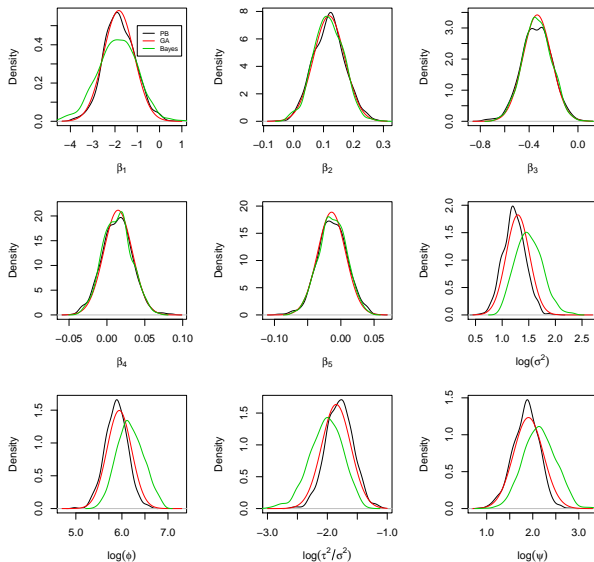 Density
0.0 0.2 0.4
−4 −3 −2 −1 0 1
β1
PB
GA
Bayes
Density
0 2 4 6 8
−0.1 0.0 0.1 0.2 0.3
β2
Density
0 1 2 3
−0.8 −0.4 0.0
β3
Density
0 5 10 15 20
−0.05 0.00 0.05 0.10
β4
Density
0 5 10 15 20
−0.10 0.00 0.05
β5
Density
0.0 0.5 1.0 1.5 2.0
0.5 1.0 1.5 2.0 2.5
log(σ²)
Density
0.0 0.5 1.0 1.5
5.0 6.0 7.0
log(ϕ)
Density
0.0 0.5 1.0 1.5
−3.0 −2.0 −1.0
log(τ²/σ²)
Density
0.0 0.5 1.0 1.5
1.0 2.0 3.0
log(ψ)